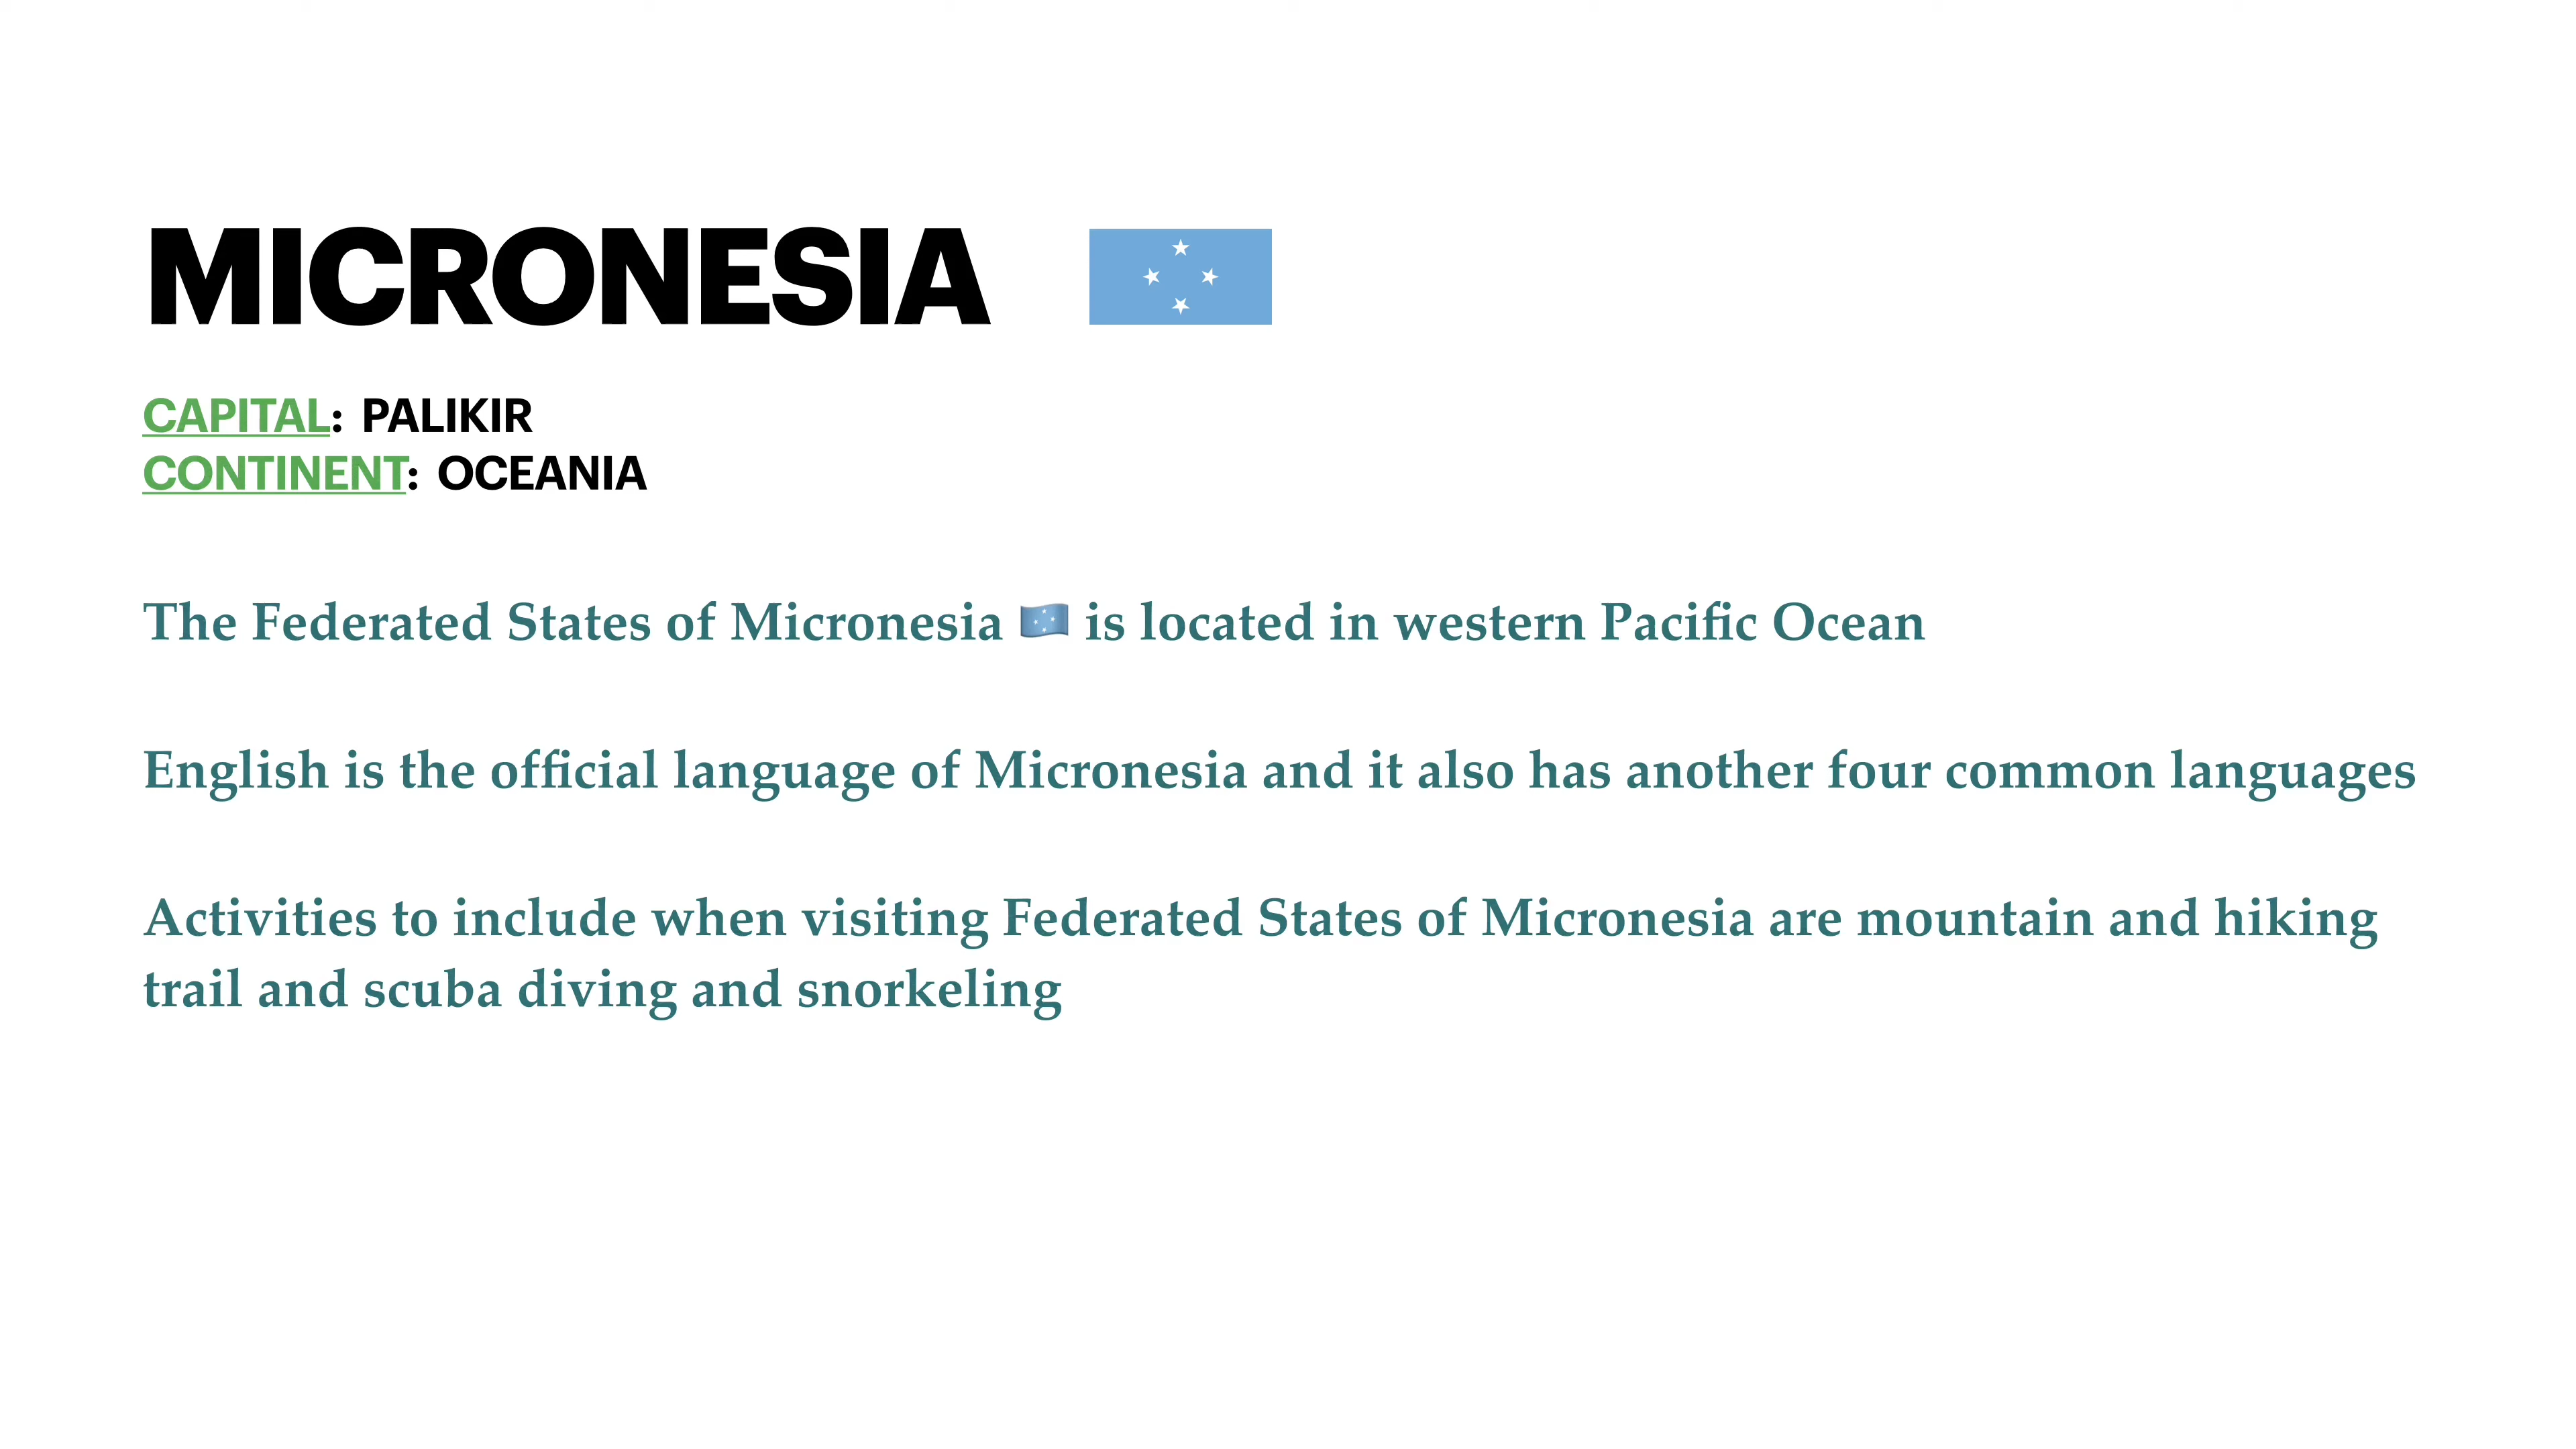 MICRONESIA
CAPITAL: PALIKIR
CONTINENT: OCEANIA
The Federated States of Micronesia 🇫🇲 is located in western Pacific Ocean
English is the official language of Micronesia and it also has another four common languages
Activities to include when visiting Federated States of Micronesia are mountain and hiking
trail and scuba diving and snorkeling